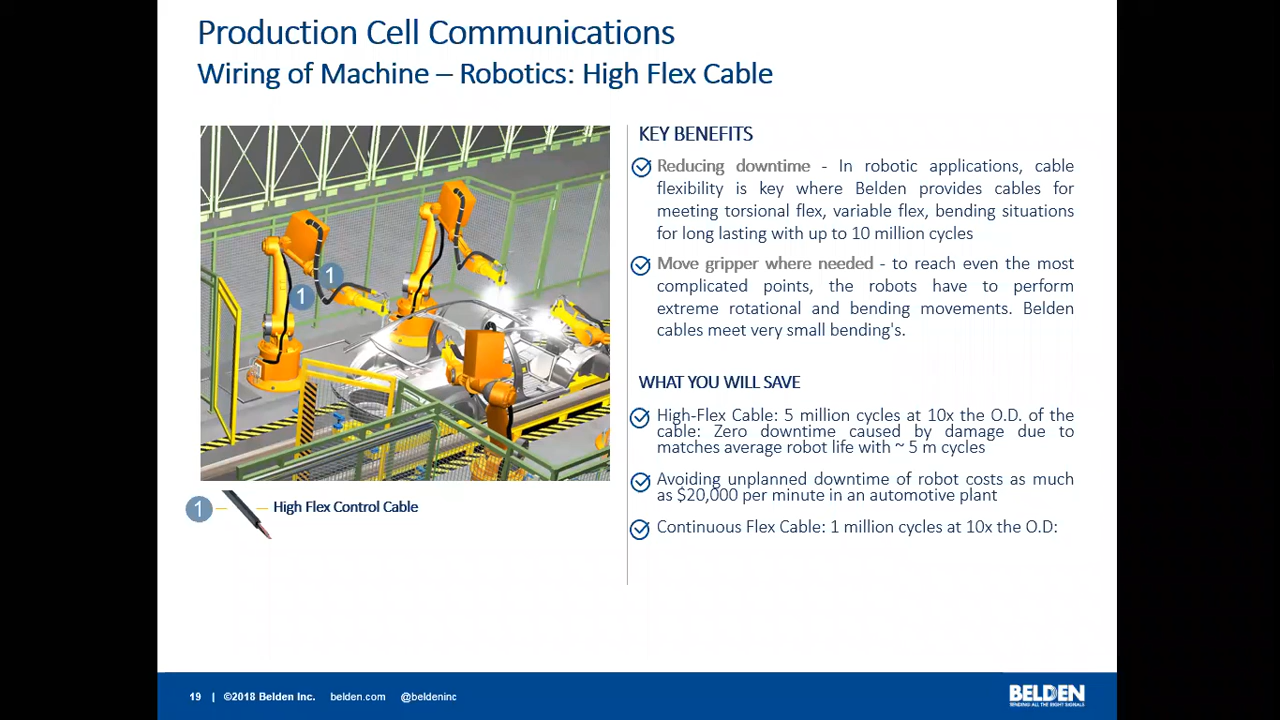 Production Cell Communications
Wiring of Machine – Robotics: High Flex Cable
1
1
1
High Flex Control Cable
KEY BENEFITS
Reducing downtime - In robotic applications, cable
flexibility is key where Belden provides cables for
meeting torsional flex, variable flex, bending situations
for long lasting with up to 10 million cycles
Move gripper where needed - to reach even the most
complicated points, the robots have to perform
extreme rotational and bending movements. Belden
cables meet very small bending's.
WHAT YOU WILL SAVE
High-Flex Cable: 5 million cycles at 10x the O.D. of the
cable: Zero downtime caused by damage due to
matches average robot life with ~ 5 m cycles
Avoiding unplanned downtime of robot costs as much
as $20,000 per minute in an automotive plant
Continuous Flex Cable: 1 million cycles at 10x the O.D:
19 | ©2018 Belden Inc. belden.com @beldeninc
BELDEN
SENDING ALL THE RIGHT SIGNALS